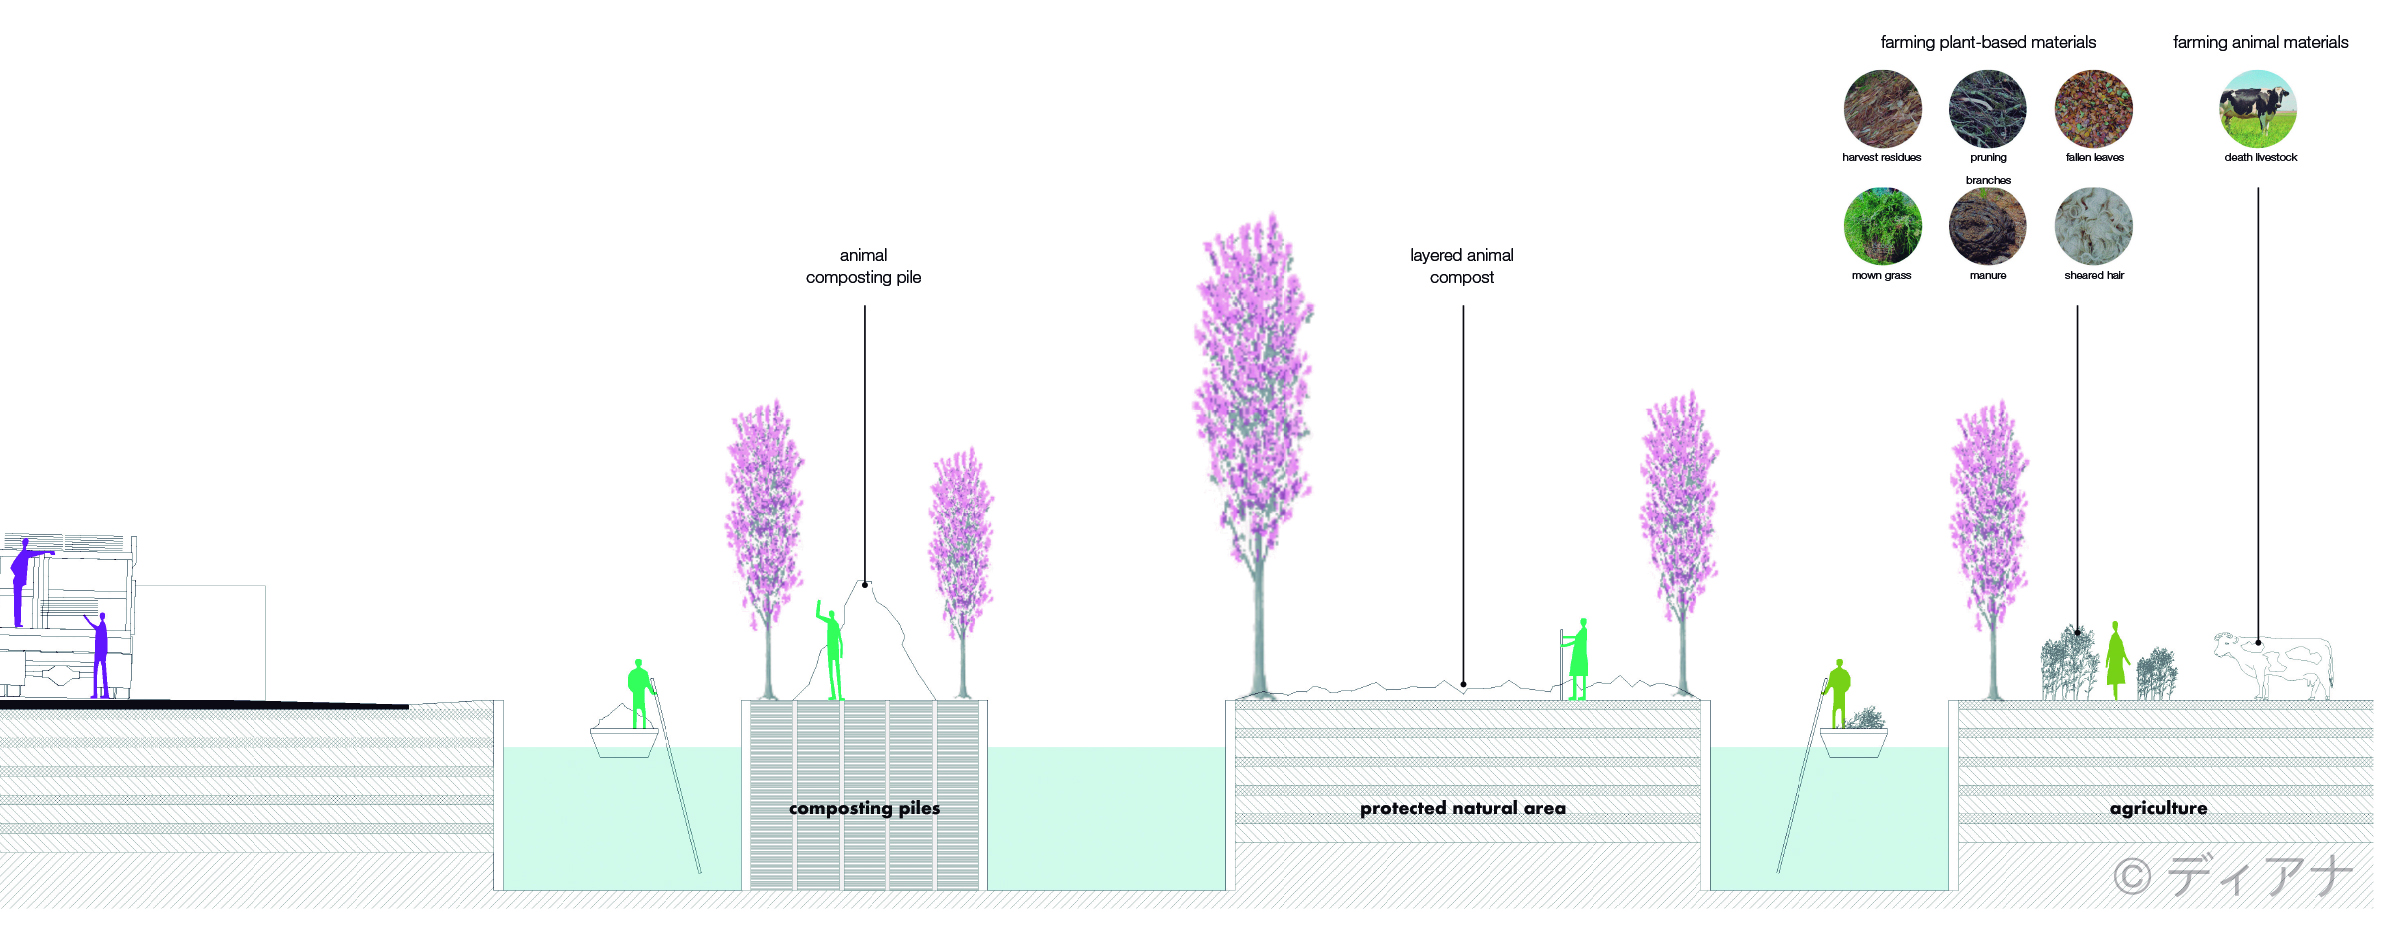 farming plant-based materials
farming animal materials
harvest residues
pruning
fallen leaves
death livestock
branches
mown grass
manure
sheared hair
animal
composting pile
layered animal
compost
composting piles
protected natural area
agriculture
© ディアナ